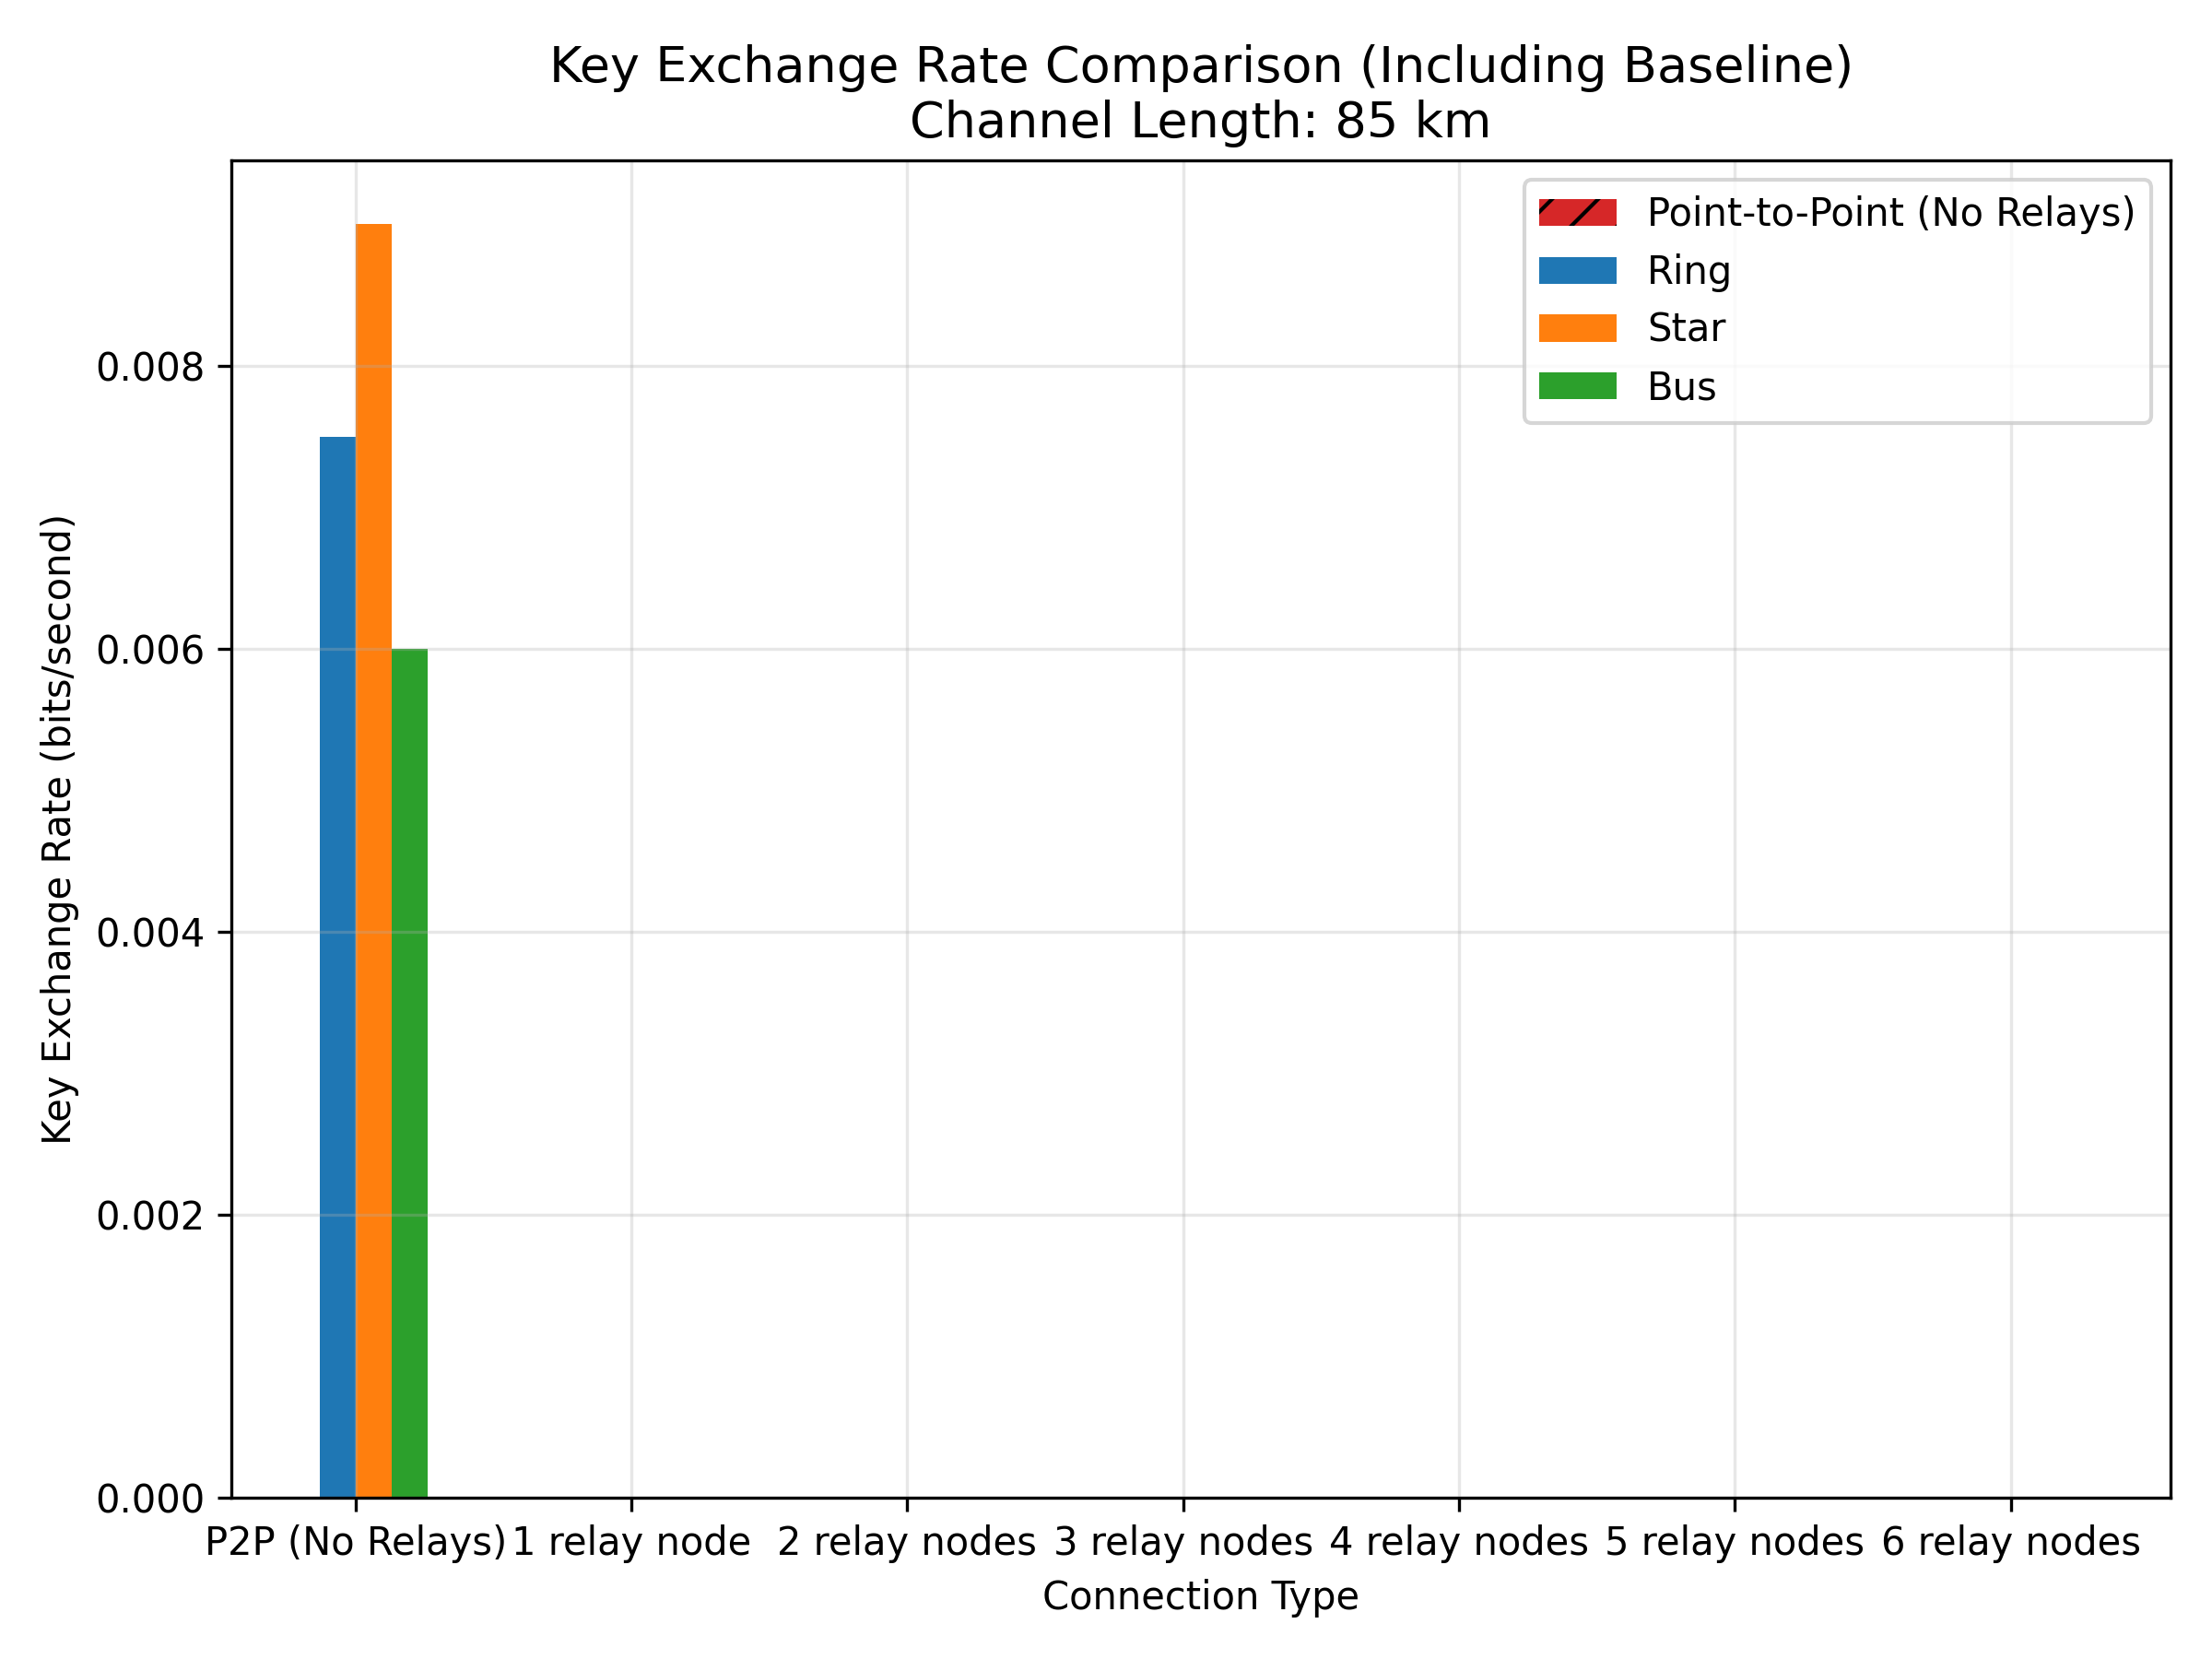 Key Exchange Rate Comparison (Including Baseline)
Channel Length: 85 km
Point-to-Point (No Relays)
Ring
Star
Bus
Key Exchange Rate (bits/second)
0.008
0.006
0.004
0.002
0.000
P2P (No Relays) 1 relay node 2 relay nodes 3 relay nodes 4 relay nodes 5 relay nodes 6 relay nodes
Connection Type